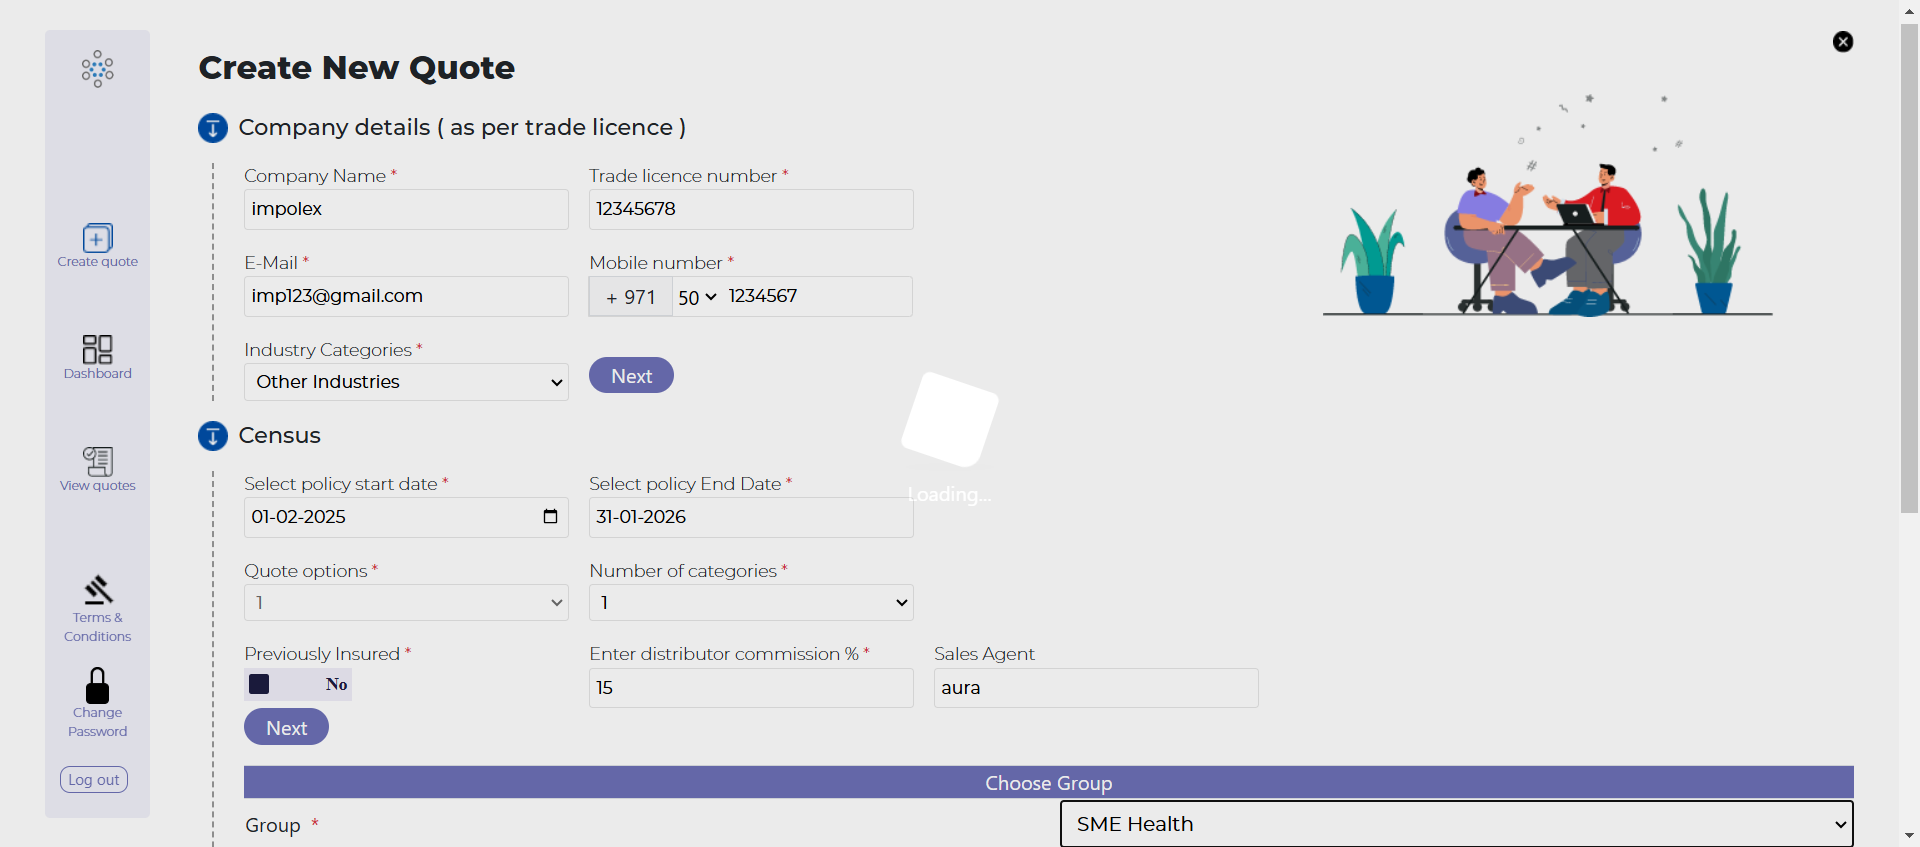 Create New Quote
Company details ( as per trade licence )
Company Name *
Trade licence number *
impolex
12345678
E-Mail *
Mobile number *
imp123@gmail.com
+ 971
50
1234567
Industry Categories *
Other Industries
Next
Census
Select policy start date *
Select policy End Date *
01-02-2025
31-01-2026
Loading...
Quote options *
Number of categories *
1
1
Previously Insured *
Enter distributor commission % *
Sales Agent
No
15
aura
Next
Choose Group
Group *
SME Health
Create quote
Dashboard
View quotes
Terms &
Conditions
Change
Password
Log out